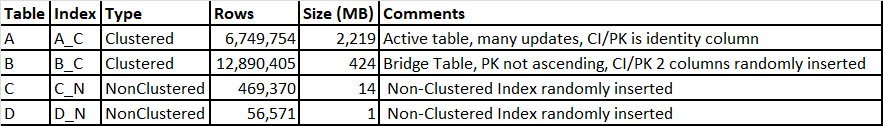 Table Index Type Rows Size (MB) Comments
A A_C Clustered 6,749,754 2,219 Active table, many updates, CI/PK is identity column
B B_C Clustered 12,890,405 424 Bridge Table, PK not ascending, CI/PK 2 columns randomly inserted
C C_N NonClustered 469,370 14 Non-Clustered Index randomly inserted
D D_N NonClustered 56,571 1 Non-Clustered Index randomly inserted